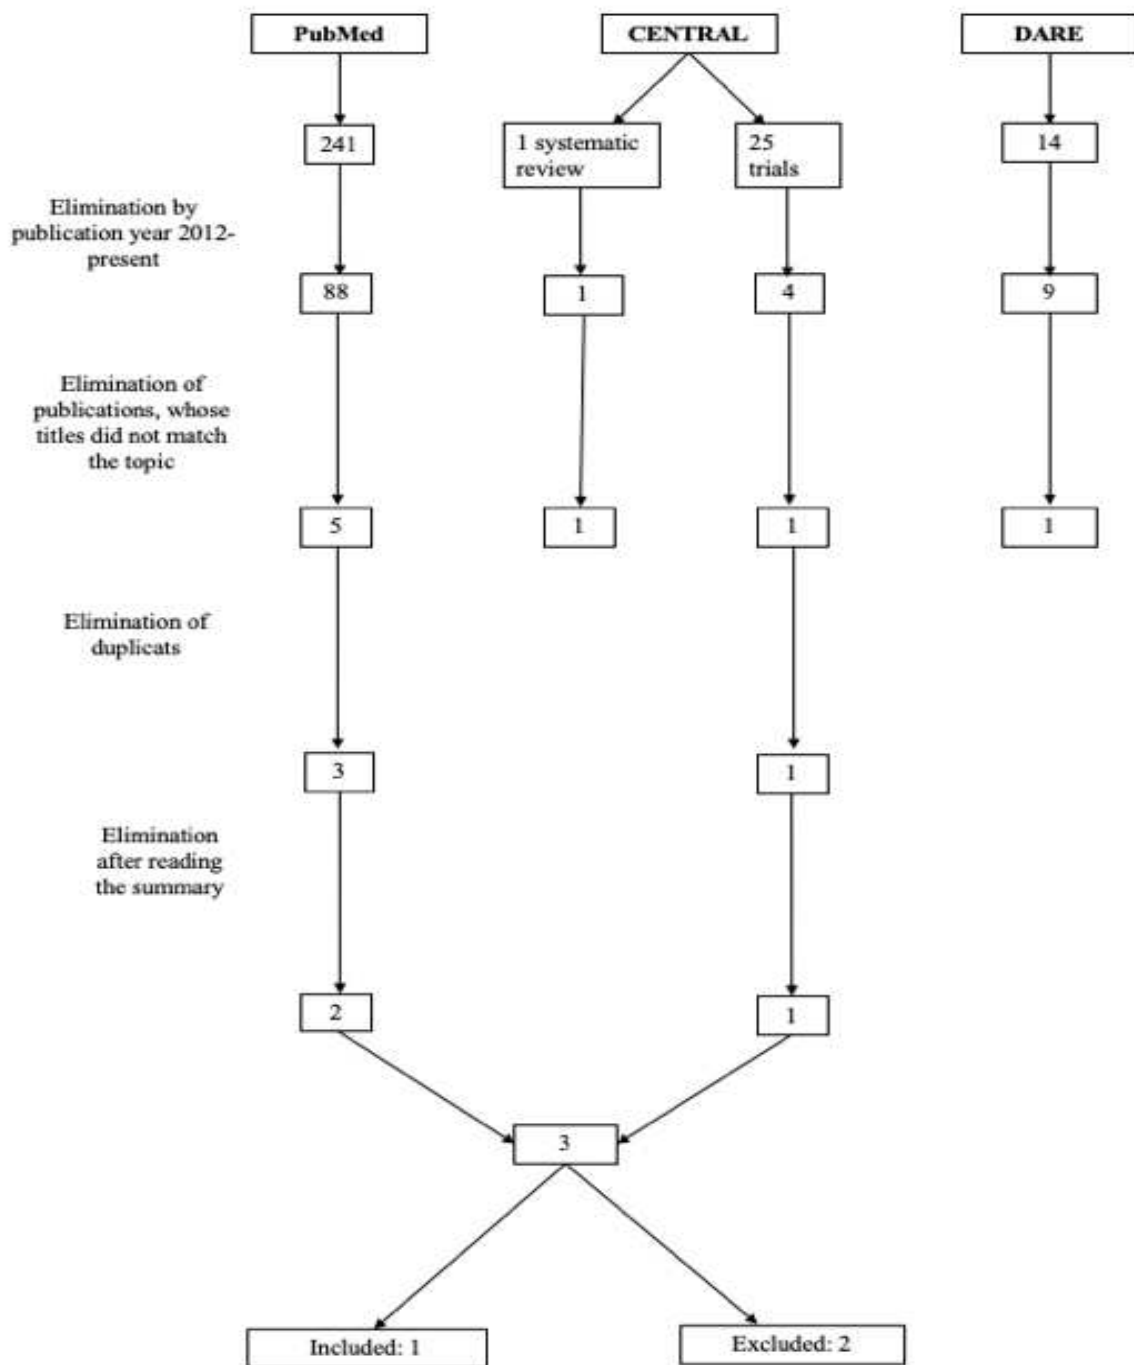 PubMed
CENTRAL
DARE
241
1 systematic
review
25
trials
14
Elimination by
publication year 2012-
present
88
1
4
9
Elimination of
publications, whose
titles did not match
the topic
5
1
1
1
Elimination of
duplicats
3
1
Elimination
after reading
the summary
2
1
3
Included: 1
Excluded: 2